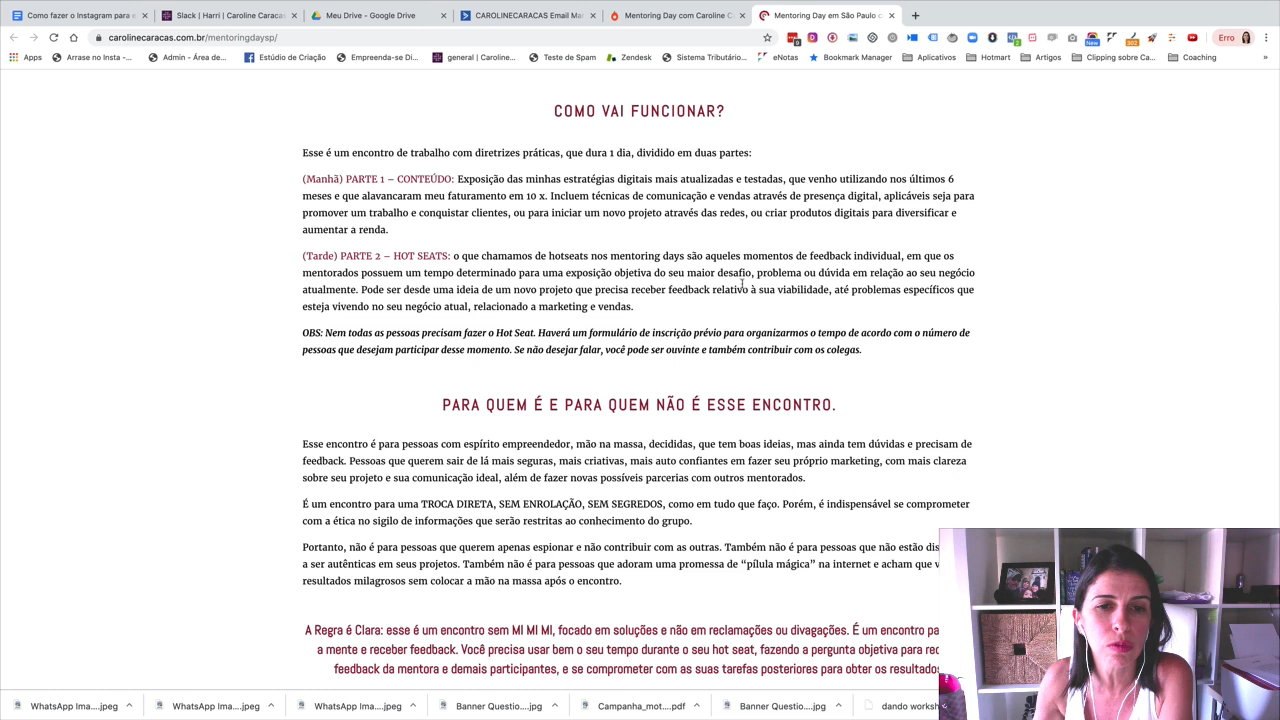 Como fazer o Instagram para v
Slack | Harri | Caroline Caracas
Meu Drive - Google Drive
CAROLINECARACAS Email Mar
Mentoring Day com Caroline C
Mentoring Day em São Paulo c
carolinecaracas.com.br/mentoringdaysp/
New
302
Erro
Apps
Arrase no Insta -...
Admin - Área de...
Estúdio de Criação
Empreenda-se Di...
general | Caroline...
Teste de Spam
Zendesk
Sistema Tributário...
eNotas
Bookmark Manager
Aplicativos
Hotmart
Artigos
Clipping sobre Ca...
Coaching
COMO VAI FUNCIONAR?
Esse é um encontro de trabalho com diretrizes práticas, que dura 1 dia, dividido em duas partes:
(Manhã) PARTE 1 – CONTEÚDO: Exposição das minhas estratégias digitais mais atualizadas e testadas, que venho utilizando nos últimos 6
meses e que alavancaram meu faturamento em 10 x. Incluem técnicas de comunicação e vendas através de presença digital, aplicáveis seja para
promover um trabalho e conquistar clientes, ou para iniciar um novo projeto através das redes, ou criar produtos digitais para diversificar e
aumentar a renda.
(Tarde) PARTE 2 – HOT SEATS: o que chamamos de hotseats nos mentoring days são aqueles momentos de feedback individual, em que os
mentorados possuem um tempo determinado para uma exposição objetiva do seu maior desafio, problema ou dúvida em relação ao seu negócio
atualmente. Pode ser desde uma ideia de um novo projeto que precisa receber feedback relativo à sua viabilidade, até problemas específicos que
esteja vivendo no seu negócio atual, relacionado a marketing e vendas.
OBS: Nem todas as pessoas precisam fazer o Hot Seat. Haverá um formulário de inscrição prévio para organizarmos o tempo de acordo com o número de
pessoas que desejam participar desse momento. Se não desejar falar, você pode ser ouvinte e também contribuir com os colegas.
PARA QUEM É E PARA QUEM NÃO É ESSE ENCONTRO.
Esse encontro é para pessoas com espírito empreendedor, mão na massa, decididas, que tem boas ideias, mas ainda tem dúvidas e precisam de
feedback. Pessoas que querem sair de lá mais seguras, mais criativas, mais auto confiantes em fazer seu próprio marketing, com mais clareza
sobre seu projeto e sua comunicação ideal, além de fazer novas possíveis parcerias com outros mentorados.
É um encontro para uma TROCA DIRETA, SEM ENROLAÇÃO, SEM SEGREDOS, como em tudo que faço. Porém, é indispensável se comprometer
com a ética no sigilo de informações que serão restritas ao conhecimento do grupo.
Portanto, não é para pessoas que querem apenas espionar e não contribuir com as outras. Também não é para pessoas que não estão dis
a ser autênticas em seus projetos. Também não é para pessoas que adoram uma promessa de “pílula mágica” na internet e acham que v
resultados milagrosos sem colocar a mão na massa após o encontro.
A Regra é Clara: esse é um encontro sem MI MI MI, focado em soluções e não em reclamações ou divagações. É um encontro pa
a mente e receber feedback. Você precisa usar bem o seu tempo durante o seu hot seat, fazendo a pergunta objetiva para rec
feedback da mentora e demais participantes, e se comprometer com as suas tarefas posteriores para obter os resultados
WhatsApp Ima....jpeg
WhatsApp Ima....jpeg
WhatsApp Ima....jpeg
Banner Questio....jpg
Campanha_mot....pdf
Banner Questio....jpg
dando worksh